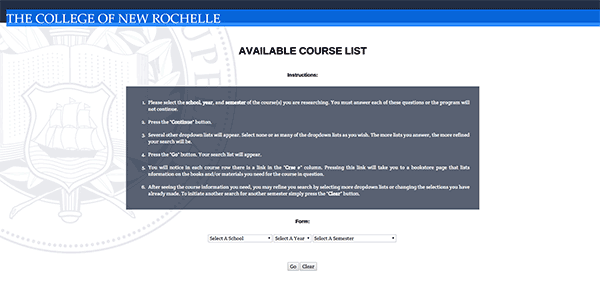 THE COLLEGE OF NEW ROCHELLE
AVAILABLE COURSE LIST
Instructions:
1. Please select the school, year, and semester of the course(s) you are researching. You must answer each of these questions or the program will
not continue.
2. Press the "Continue" button.
3. Several other dropdown lists will appear. Select none or as many of the dropdown lists as you wish. The more lists you answer, the more refined
your search will be.
4. Press the "Go" button. Your search list will appear.
5. You will notice in each course row there is a link in the "Crse #" column. Pressing this link will take you to a bookstore page that lists
information on the books and/or materials you need for the course in question.
6. After seeing the course information you need, you may refine you search by selecting more dropdown lists or changing the selections you have
already made. To initiate another search for another semester simply press the "Clear" button.
Form:
Select A School Select A Year Select A Semester
Go Clear